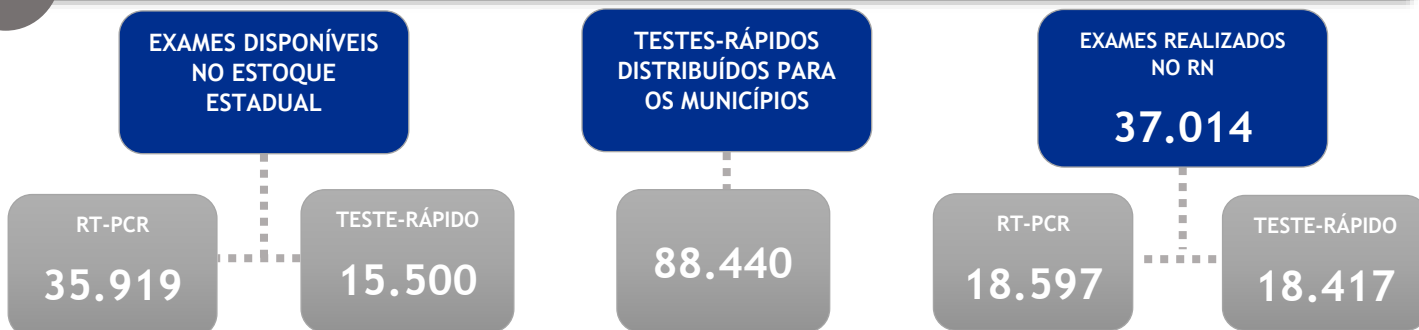 EXAMES DISPONÍVEIS
NO ESTOQUE
ESTADUAL
RT-PCR
35.919
TESTE-RÁPIDO
15.500
TESTES-RÁPIDOS
DISTRIBUÍDOS PARA
OS MUNICÍPIOS
88.440
EXAMES REALIZADOS
NO RN
37.014
RT-PCR
18.597
TESTE-RÁPIDO
18.417